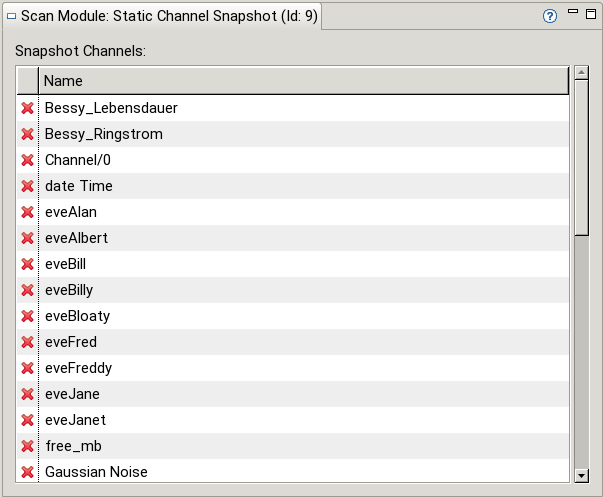 Scan Module: Static Channel Snapshot (Id: 9)
Snapshot Channels:
Name
Bessy_Lebensdauer
Bessy_Ringstrom
Channel/0
date Time
eveAlan
eveAlbert
eveBill
eveBilly
eveBloaty
eveFred
eveFreddy
eveJane
eveJanet
free_mb
Gaussian Noise